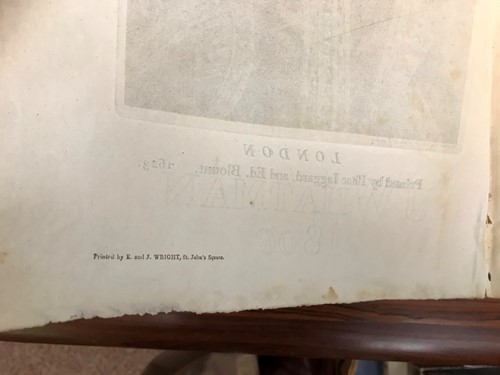 LONDON
Printed by Isaac Iaggard, and Ed. Blount. 1623.
Printed by E. and J. WRIGHT, St. John's Square.